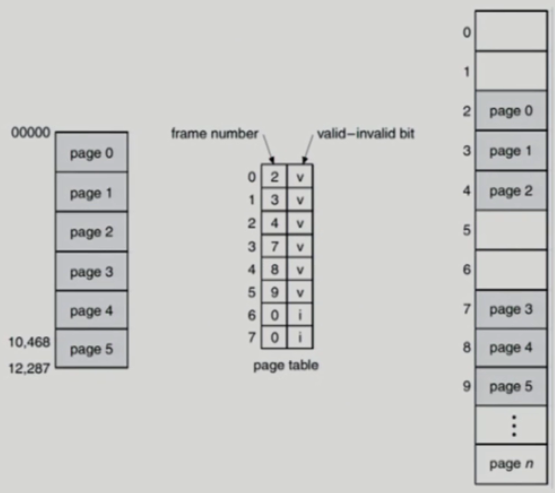 00000
page 0
page 1
page 2
page 3
page 4
10,468
page 5
12,287
frame number
valid–invalid bit
0 2 v
1 3 v
2 4 v
3 7 v
4 8 v
5 9 v
6 0 i
7 0 i
page table
0
1
2 page 0
3 page 1
4 page 2
5
6
7 page 3
8 page 4
9 page 5
⋮
page n